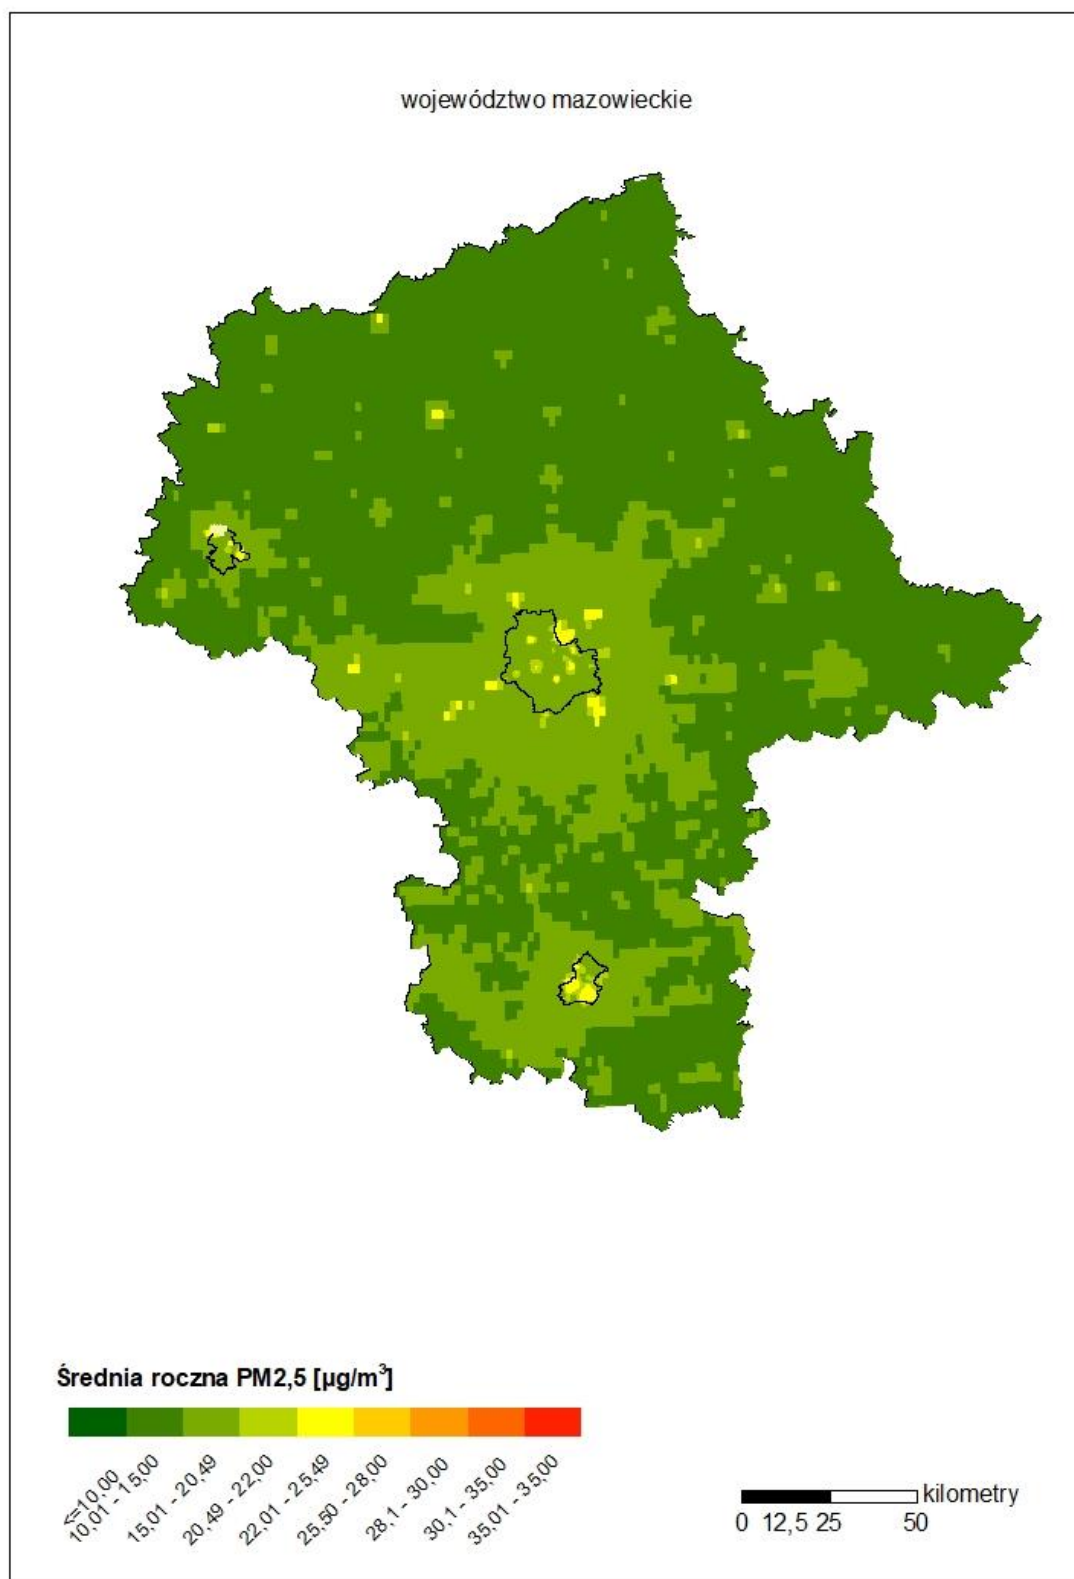 województwo mazowieckie
Średnia roczna PM2,5 [µg/m³]
<=10,00
10,01 - 15,00
15,01 - 20,49
20,49 - 22,00
22,01 - 25,49
25,50 - 28,00
28,1 - 30,00
30,1 - 35,00
35,01 - 35,00
kilometry
0 12,5 25 50